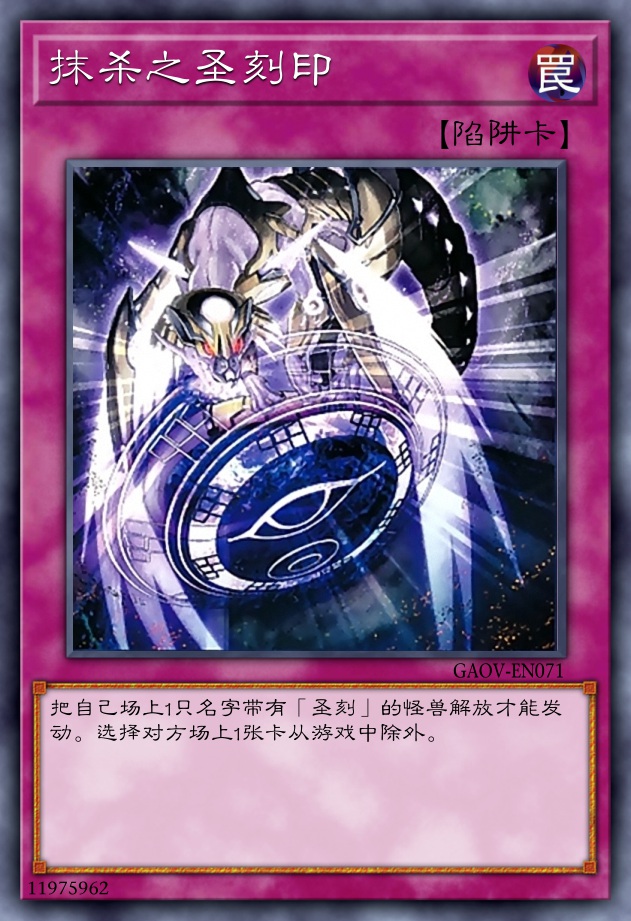 抹杀之圣刻印
罠
【陷阱卡】
GAOV-EN071
把自己场上1只名字带有「圣刻」的怪兽解放才能发
动。选择对方场上1张卡从游戏中除外。
11975962